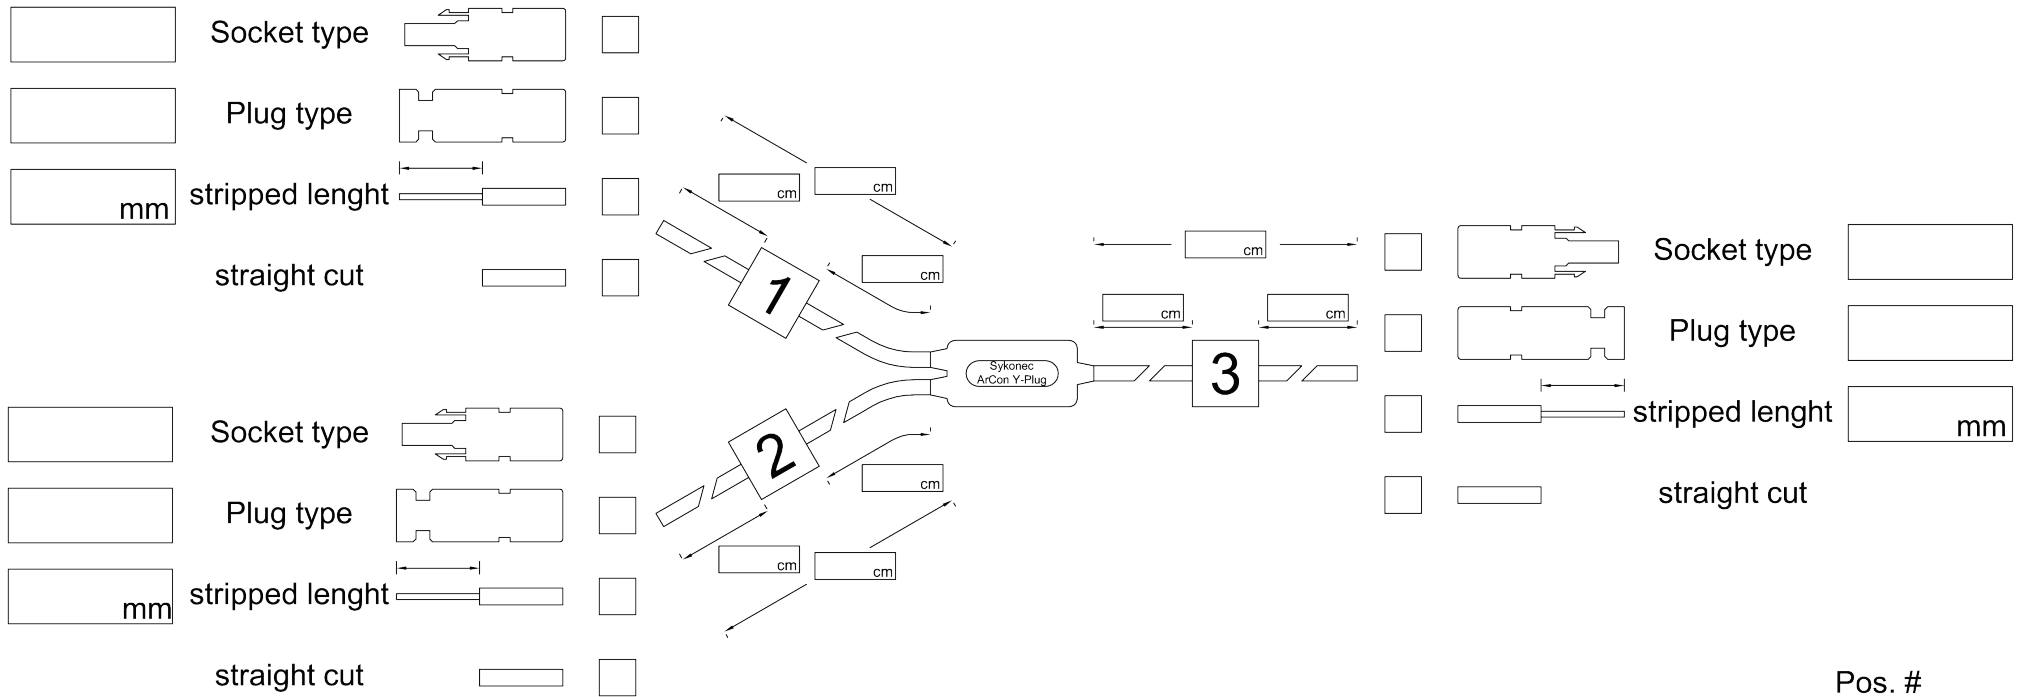 Socket type
Plug type
mm stripped lenght
straight cut
cm cm
cm
1
Socket type
Plug type
mm stripped lenght
straight cut
2
cm
cm cm
Sykonec
ArCon Y-Plug
cm
cm cm
3
Socket type
Plug type
stripped lenght mm
straight cut
Pos. #